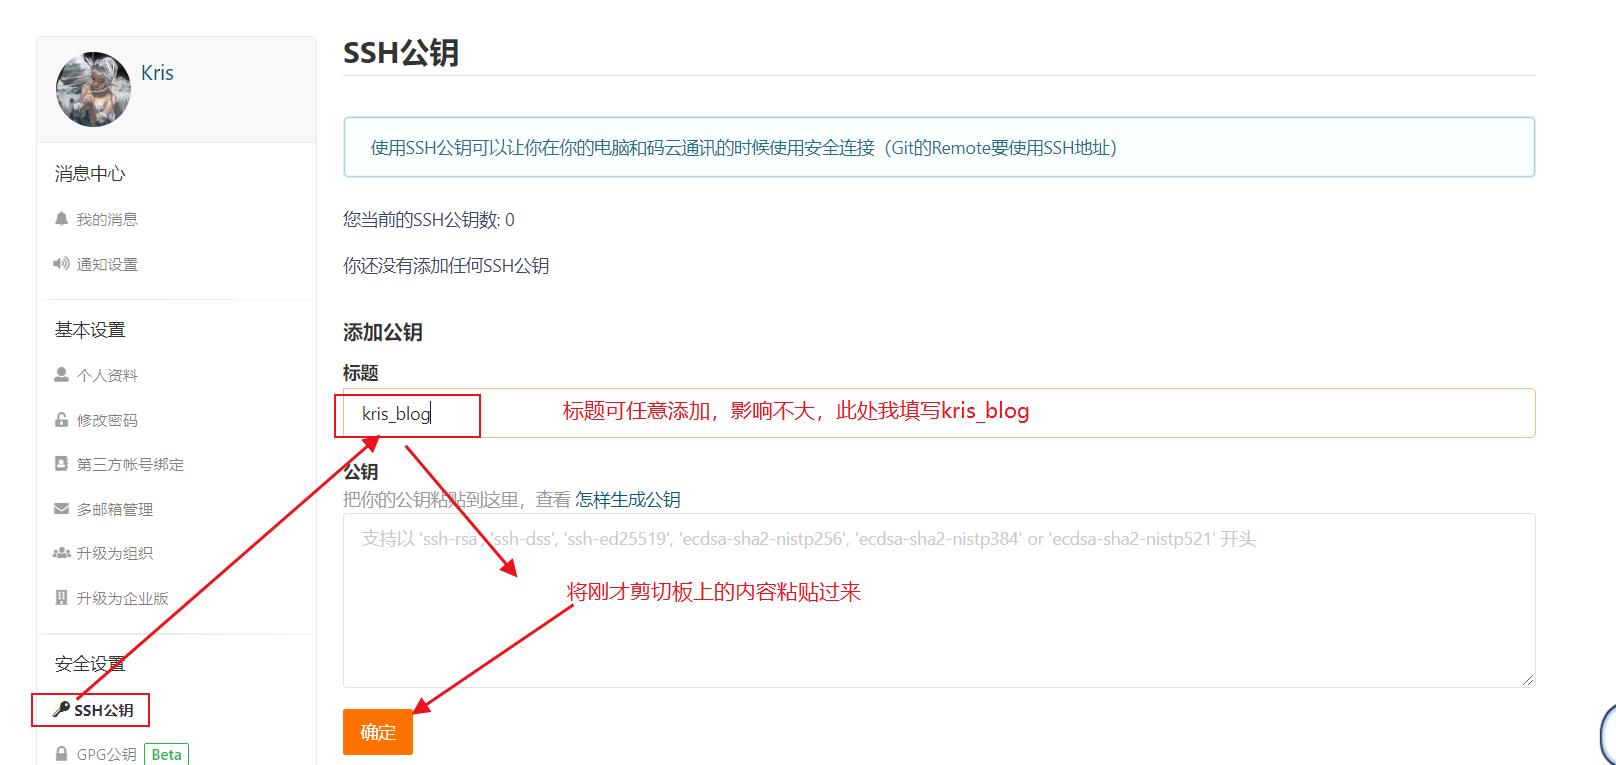 Kris
消息中心
我的消息
通知设置
基本设置
个人资料
修改密码
第三方帐号绑定
多邮箱管理
升级为组织
升级为企业版
安全设置
SSH公钥
GPG公钥 Beta
SSH公钥
使用SSH公钥可以让你在你的电脑和码云通讯的时候使用安全连接（Git的Remote要使用SSH地址）
您当前的SSH公钥数: 0
你还没有添加任何SSH公钥
添加公钥
标题
kris_blog
标题可任意添加，影响不大，此处我填写kris_blog
公钥
把你的公钥粘贴到这里，查看 怎样生成公钥
支持以 'ssh-rsa', 'ssh-dss', 'ssh-ed25519', 'ecdsa-sha2-nistp256', 'ecdsa-sha2-nistp384' or 'ecdsa-sha2-nistp521' 开头
将刚才剪切板上的内容粘贴过来
确定